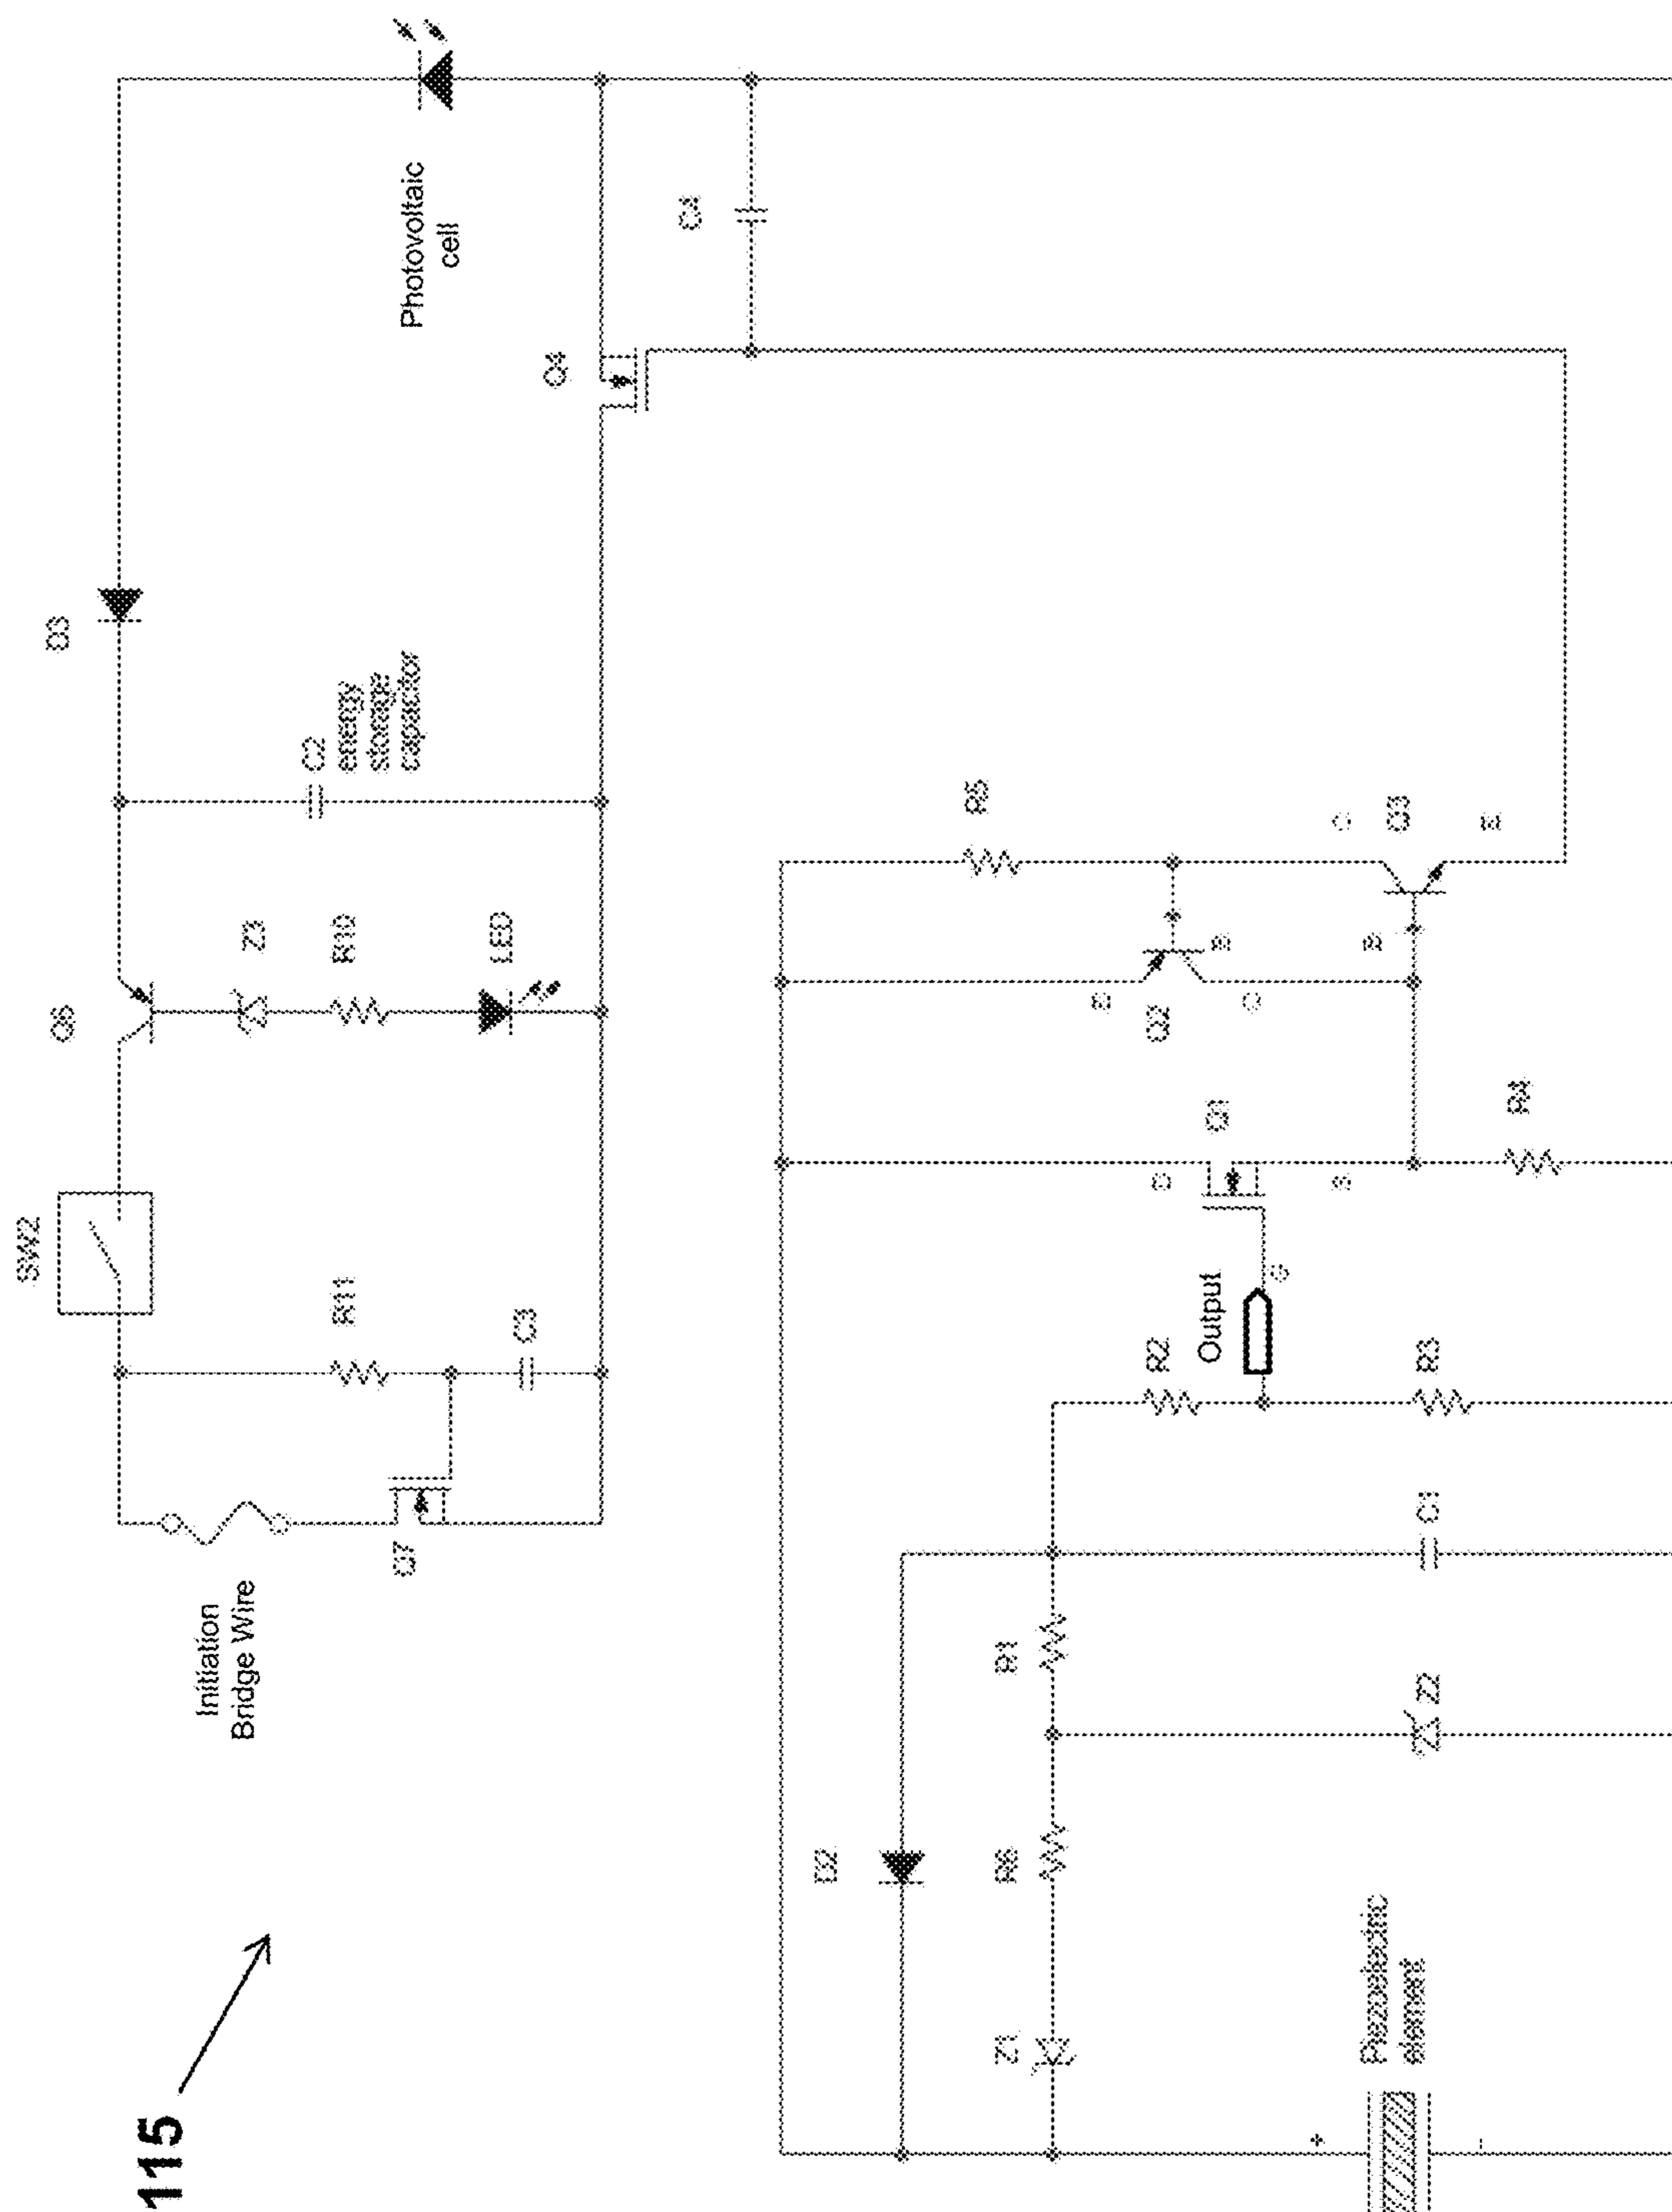 115
Initiation
Bridge Wire
SW2
Q6
D3
Q7
R11
C3
Z3
R10
LED
C2
energy
storage
capacitor
Photovoltaic
cell
Q4
C4
D2
Z1
R6
R1
Z2
C1
R2
R3
Output
G
D
Q1
S
R4
E
Q2
C
B
R5
B
C
Q3
E
Piezoelectric
element
+
-